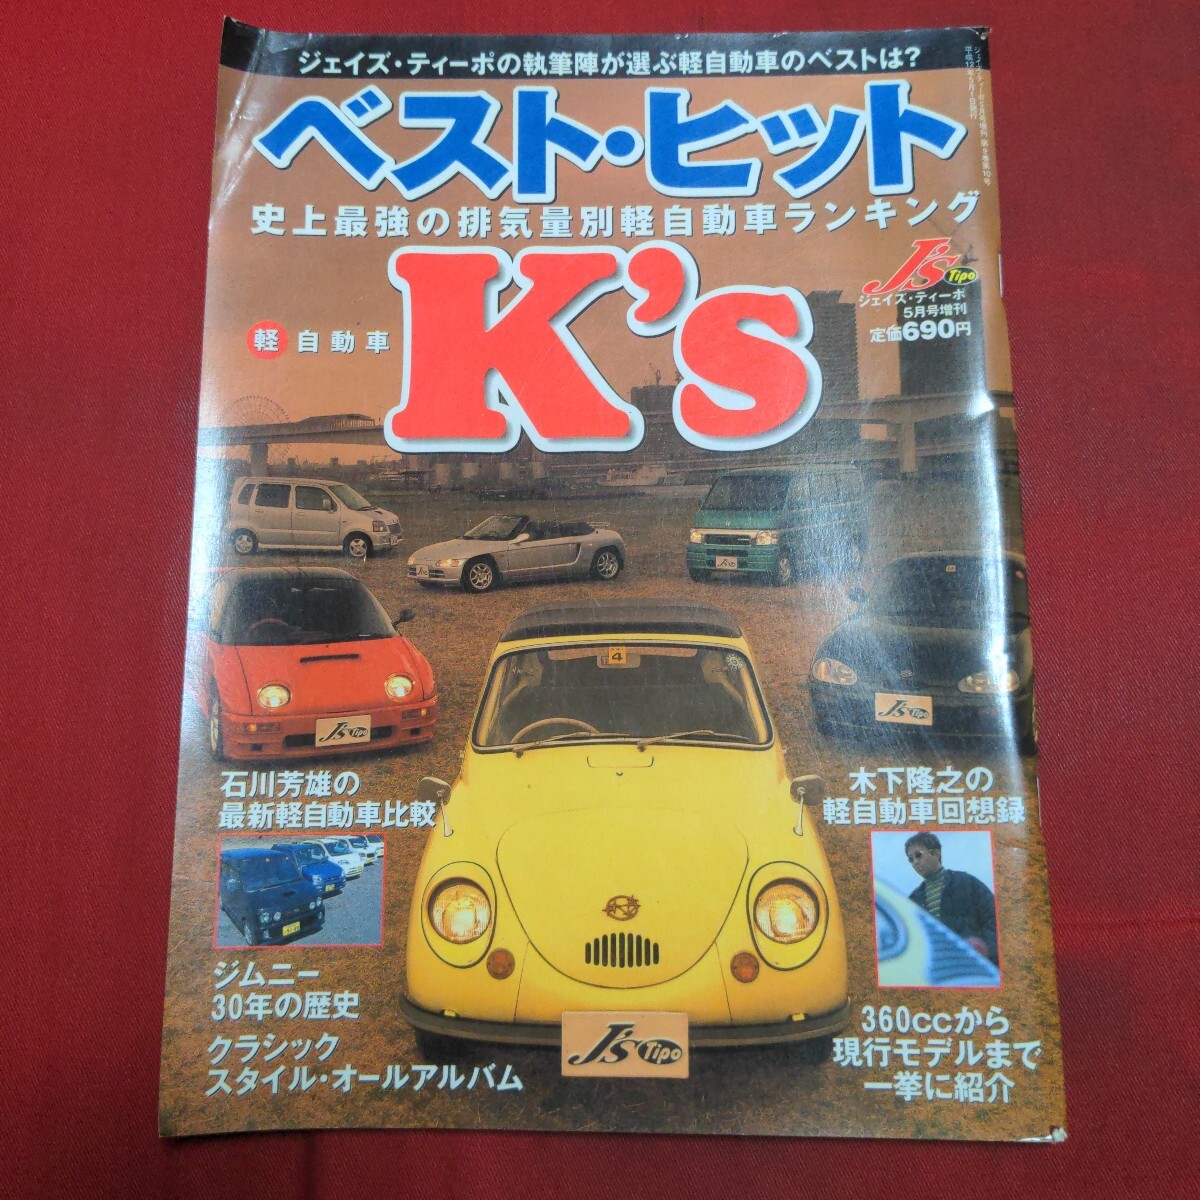 ジェイズ・ティーポの執筆陣が選ぶ軽自動車のベストは?
ベスト・ヒット
史上最強の排気量別軽自動車ランキング
軽自動車
K's
J's Tipo
ジェイズ・ティーポ
5月号増刊
定価690円
石川芳雄の
最新軽自動車比較
木下隆之の
軽自動車回想録
ジムニー
30年の歴史
クラシック
スタイル・オールアルバム
360ccから
現行モデルまで
一挙に紹介
4
J's Tipo
J's Tipo
J's Tipo